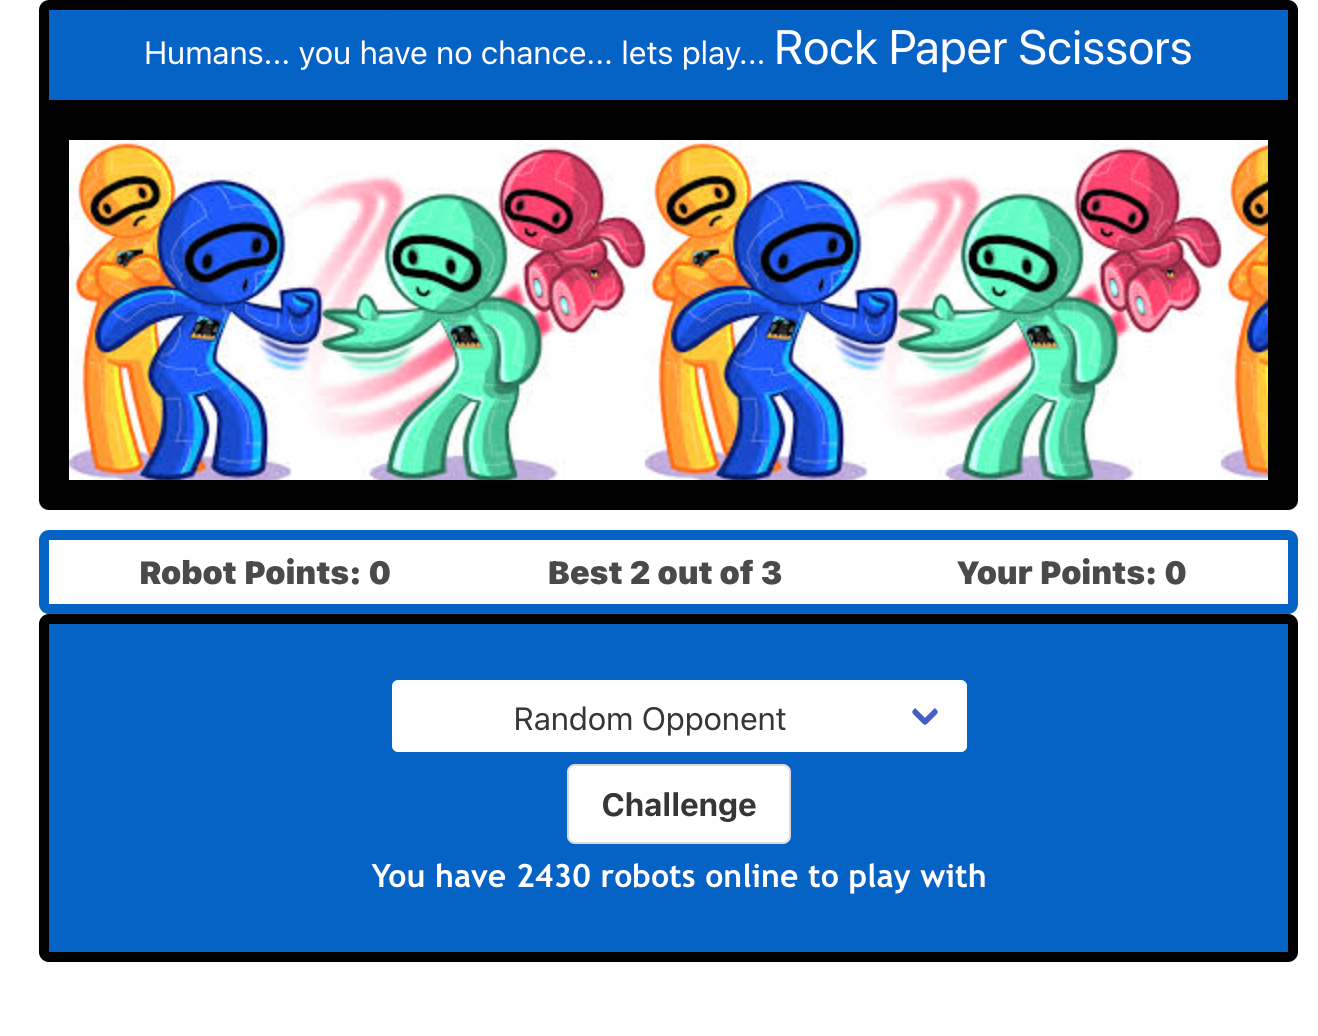 Humans... you have no chance... lets play... Rock Paper Scissors
Robot Points: 0 Best 2 out of 3 Your Points: 0
Random Opponent
Challenge
You have 2430 robots online to play with